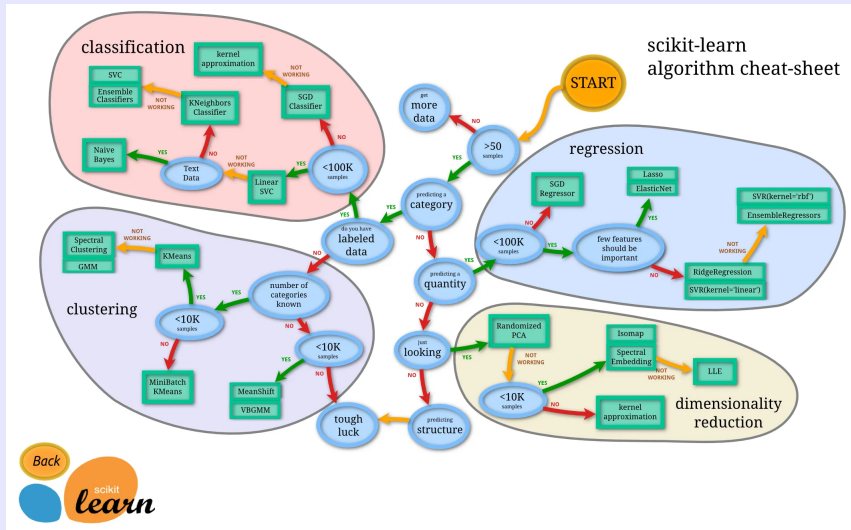 scikit-learn
algorithm cheat-sheet
START
classification
kernel
approximation
NOT
WORKING
SGD
Classifier
NO
SVC
Ensemble
Classifiers
NOT
WORKING
KNeighbors
Classifier
NO
Naive
Bayes
YES
Text
Data
NOT
WORKING
Linear
SVC
YES
<100K
samples
YES
get
more
data
NO
>50
samples
YES
predicting a
category
YES
NO
do you have
labeled
data
NO
predicting a
quantity
YES
NO
just
looking
YES
NO
predicting
structure
tough
luck
regression
SGD
Regressor
NO
<100K
samples
YES
few features
should be
important
YES
Lasso
ElasticNet
NO
RidgeRegression
SVR(kernel='linear')
NOT
WORKING
SVR(kernel='rbf')
EnsembleRegressors
clustering
Spectral
Clustering
GMM
NOT
WORKING
KMeans
YES
<10K
samples
YES
number of
categories
known
NO
NO
MiniBatch
KMeans
<10K
samples
YES
NO
MeanShift
VBGMM
Randomized
PCA
NOT
WORKING
<10K
samples
YES
NO
Isomap
Spectral
Embedding
NOT
WORKING
LLE
kernel
approximation
dimensionality
reduction
Back
scikit
learn